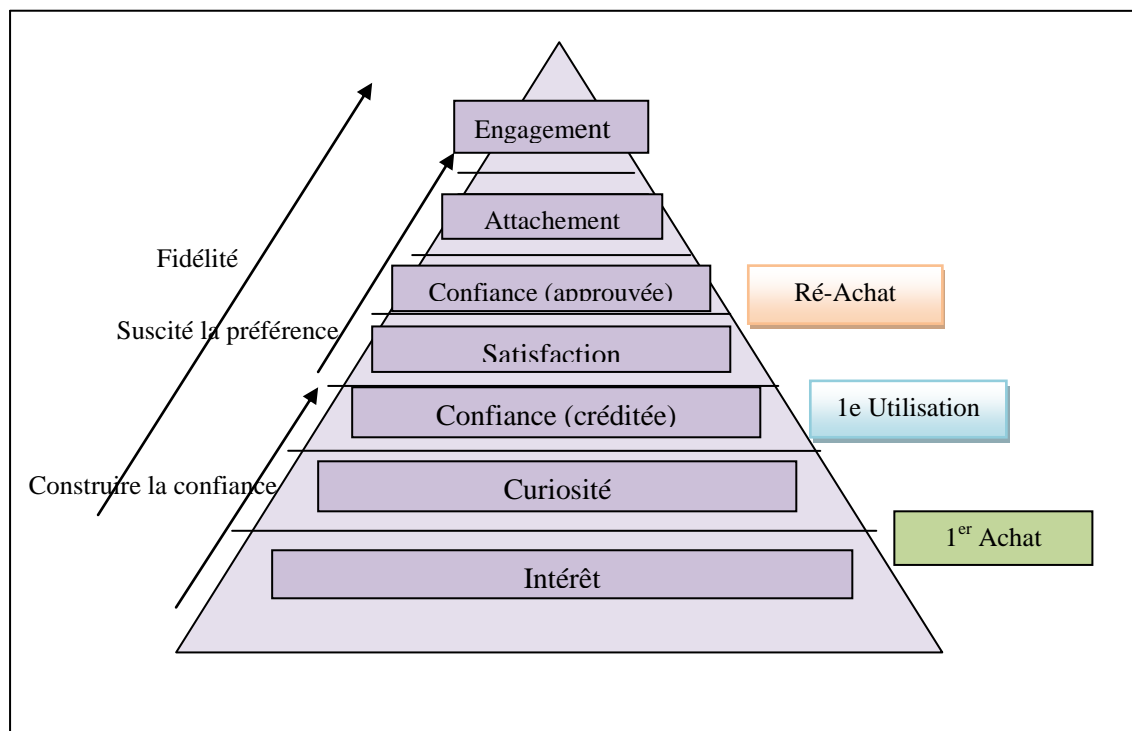 Engagement
Attachement
Fidélité
Confiance (approuvée)
Ré-Achat
Suscité la préférence
Satisfaction
Confiance (créditée)
1e Utilisation
Construire la confiance
Curiosité
1er Achat
Intérêt